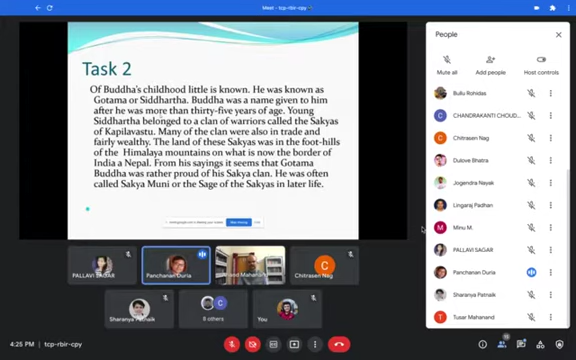 Meet - tcp-rbir-cpy
Task 2
Of Buddha's childhood little is known. He was known as
Gotama or Siddhartha. Buddha was a name given to him
after he was more than thirty-five years of age. Young
Siddhartha belonged to a clan of warriors called the Sakyas
of Kapilavastu. Many of the clan were also in trade and
fairly wealthy. The land of these Sakyas was in the foot-hills
of the Himalaya mountains on what is now the border of
India a Nepal. From his sayings it seems that Gotama
Buddha was rather proud of his Sakya clan. He was often
called Sakya Muni or the Sage of the Sakyas in later life.
People
Mute all
Add people
Host controls
Bullu Rohidas
CHANDRAKANTI CHOUD...
Chitrasen Nag
Dulove Bhatra
Jogendra Nayak
Lingaraj Padhan
M
Minu M.
PALLAVI SAGAR
Panchanan Duria
Sharanya Patnaik
T
Tusar Mahanand
PALLAVI SAGAR
Panchanan Duria
C
Chitrasen Nag
Sharanya Patnaik
C
8 others
You
4:25 PM
tcp-rbir-cpy